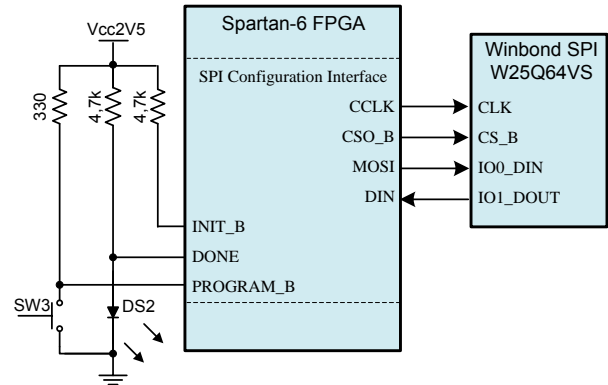 Vcc2V5
330
4,7k
4,7k
SW3
DS2
Spartan-6 FPGA
SPI Configuration Interface
CCLK
CSO_B
MOSI
DIN
INIT_B
DONE
PROGRAM_B
Winbond SPI
W25Q64VS
CLK
CS_B
IO0_DIN
IO1_DOUT